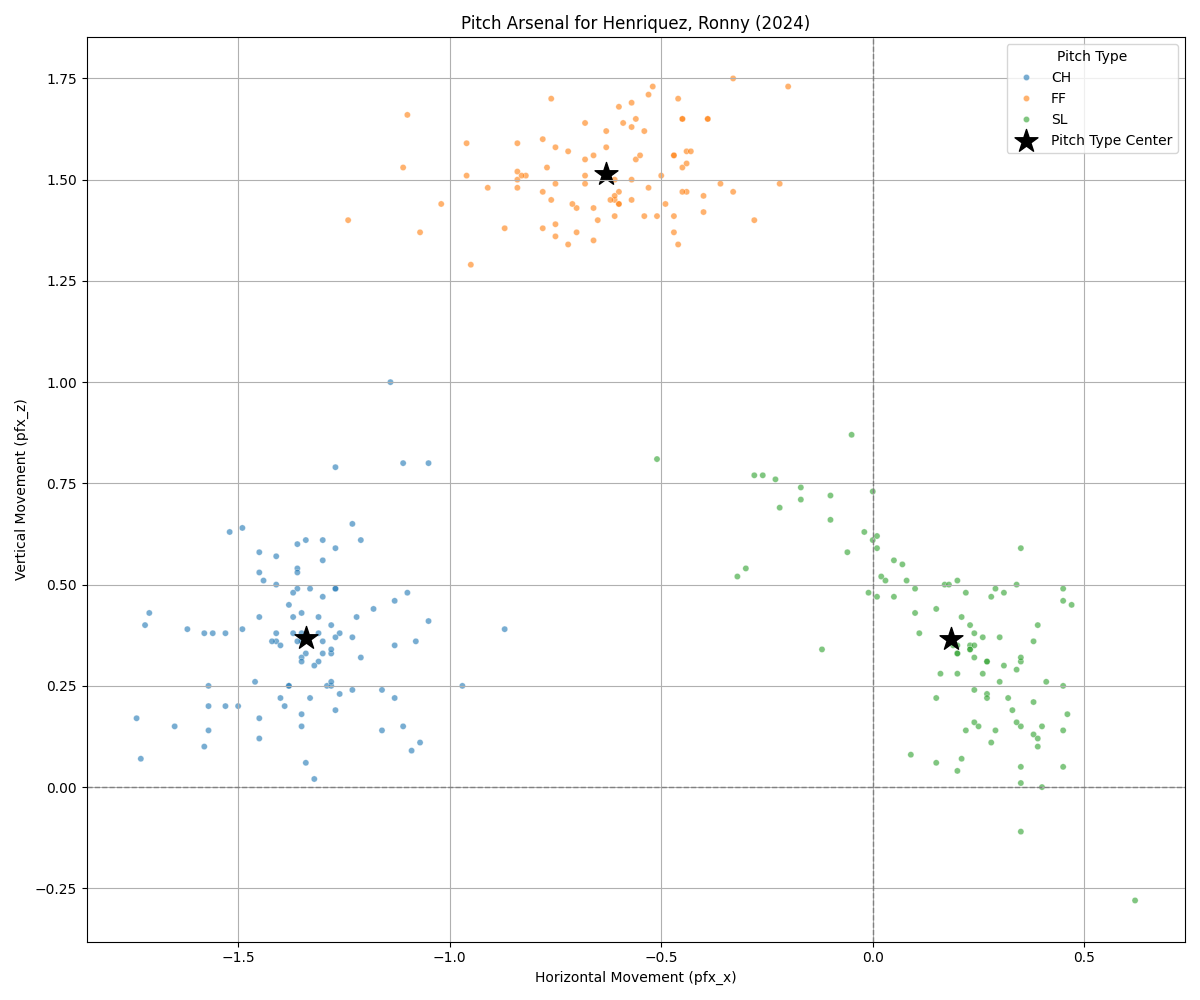 Pitch Arsenal for Henriquez, Ronny (2024)
Pitch Type
CH
FF
SL
Pitch Type Center
Vertical Movement (pfx_z)
1.75
1.50
1.25
1.00
0.75
0.50
0.25
0.00
−0.25
−1.5
−1.0
−0.5
0.0
0.5
Horizontal Movement (pfx_x)